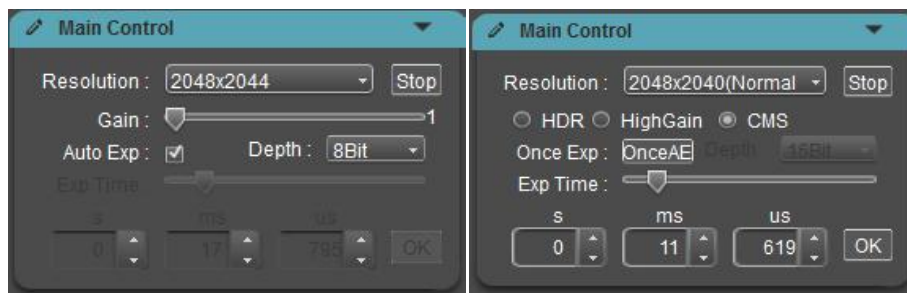 Main Control
Resolution : 2048x2044 Stop
Gain : 1
Auto Exp : Depth : 8Bit
Exp Time
s ms us
0 17 785 OK
Main Control
Resolution : 2048x2040(Normal Stop
HDR HighGain CMS
Once Exp : OnceAE Depth 16Bit
Exp Time :
s ms us
0 11 619 OK